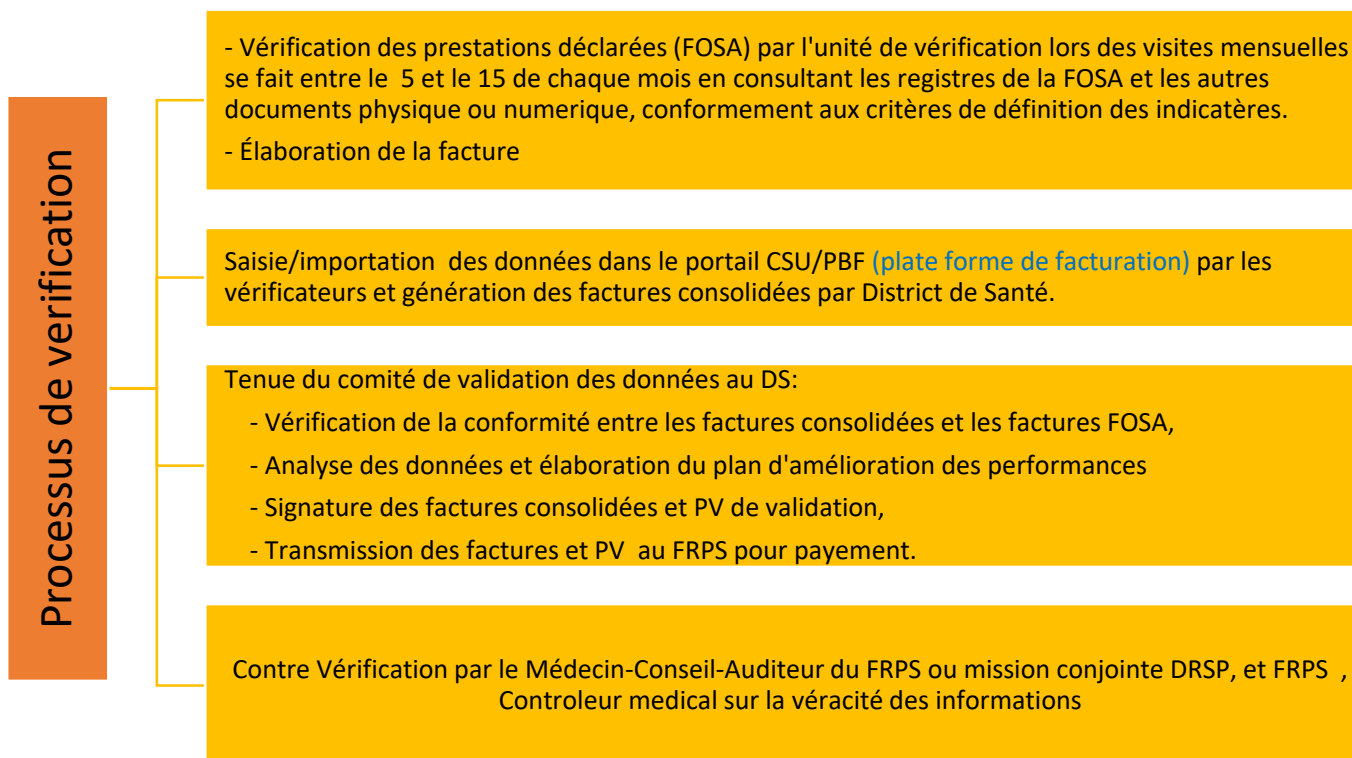 Processus de verification
- Vérification des prestations déclarées (FOSA) par l'unité de vérification lors des visites mensuelles
se fait entre le 5 et le 15 de chaque mois en consultant les registres de la FOSA et les autres
documents physique ou numerique, conformement aux critères de définition des indicatères.
- Élaboration de la facture
Saisie/importation des données dans le portail CSU/PBF (plate forme de facturation) par les
vérificateurs et génération des factures consolidées par District de Santé.
Tenue du comité de validation des données au DS:
- Vérification de la conformité entre les factures consolidées et les factures FOSA,
- Analyse des données et élaboration du plan d'amélioration des performances
- Signature des factures consolidées et PV de validation,
- Transmission des factures et PV au FRPS pour payement.
Contre Vérification par le Médecin-Conseil-Auditeur du FRPS ou mission conjointe DRSP, et FRPS ,
Controleur medical sur la véracité des informations